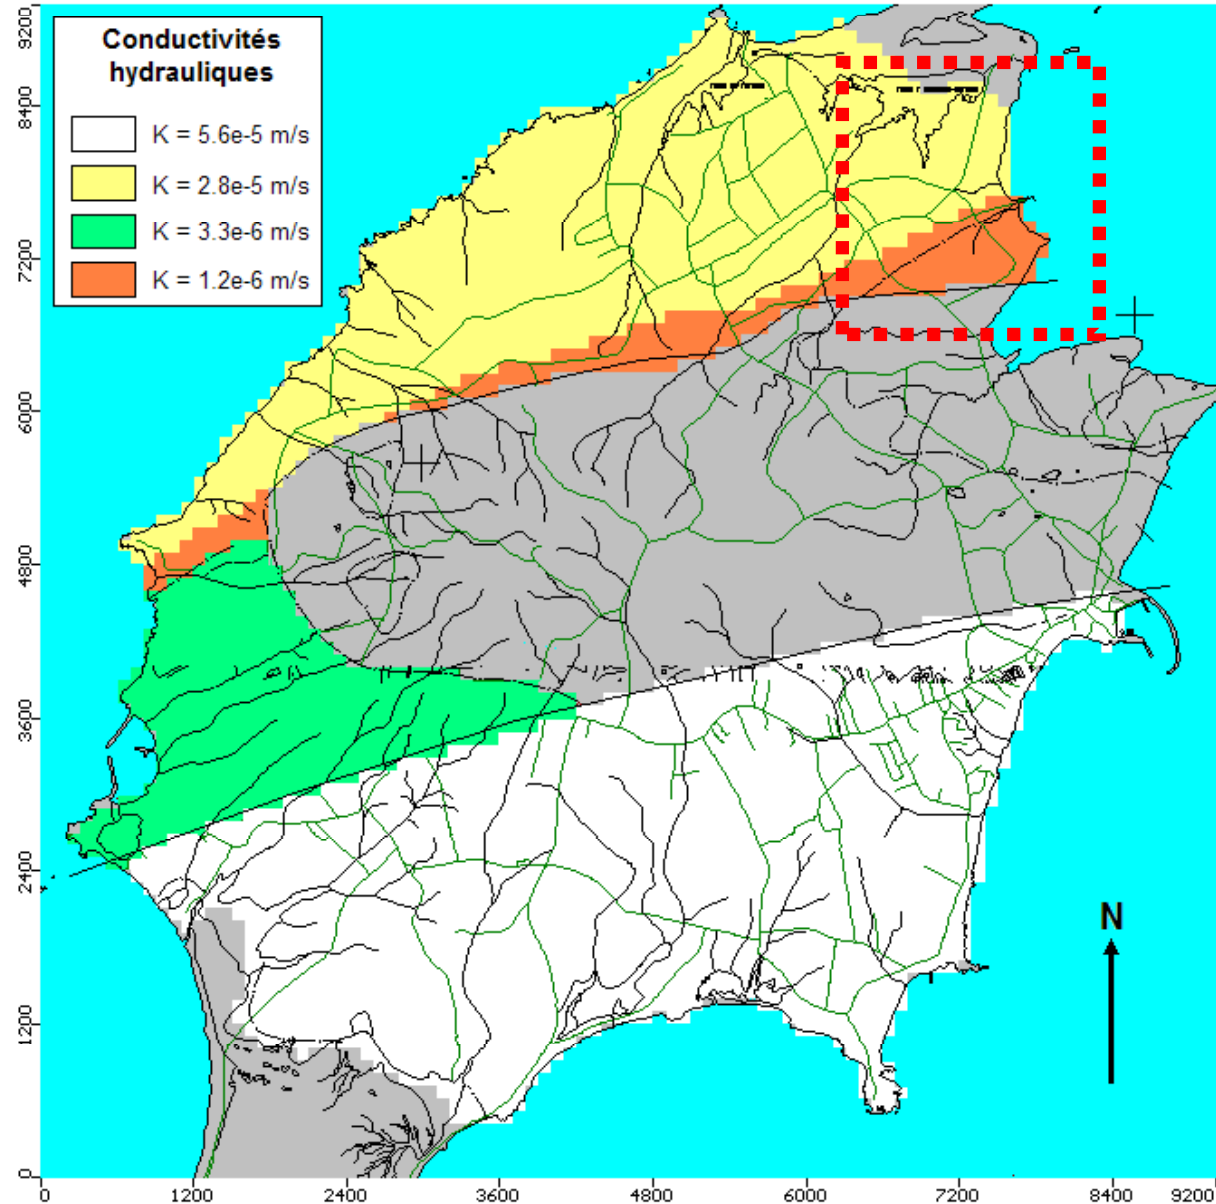 Conductivités
hydrauliques
K = 5.6e-5 m/s
K = 2.8e-5 m/s
K = 3.3e-6 m/s
K = 1.2e-6 m/s
9200
8400
7200
6000
4800
3600
2400
1200
0
N
0 1200 2400 3600 4800 6000 7200 8400 9200